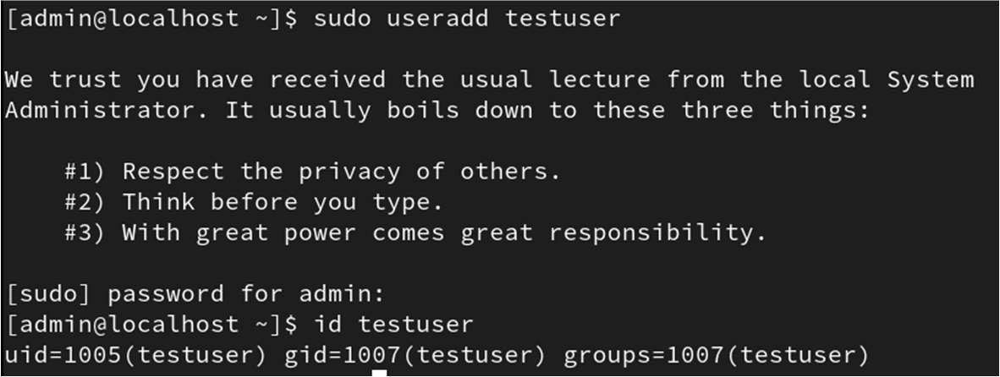 [admin@localhost ~]$ sudo useradd testuser
We trust you have received the usual lecture from the local System
Administrator. It usually boils down to these three things:
#1) Respect the privacy of others.
#2) Think before you type.
#3) With great power comes great responsibility.
[sudo] password for admin:
[admin@localhost ~]$ id testuser
uid=1005(testuser) gid=1007(testuser) groups=1007(testuser)